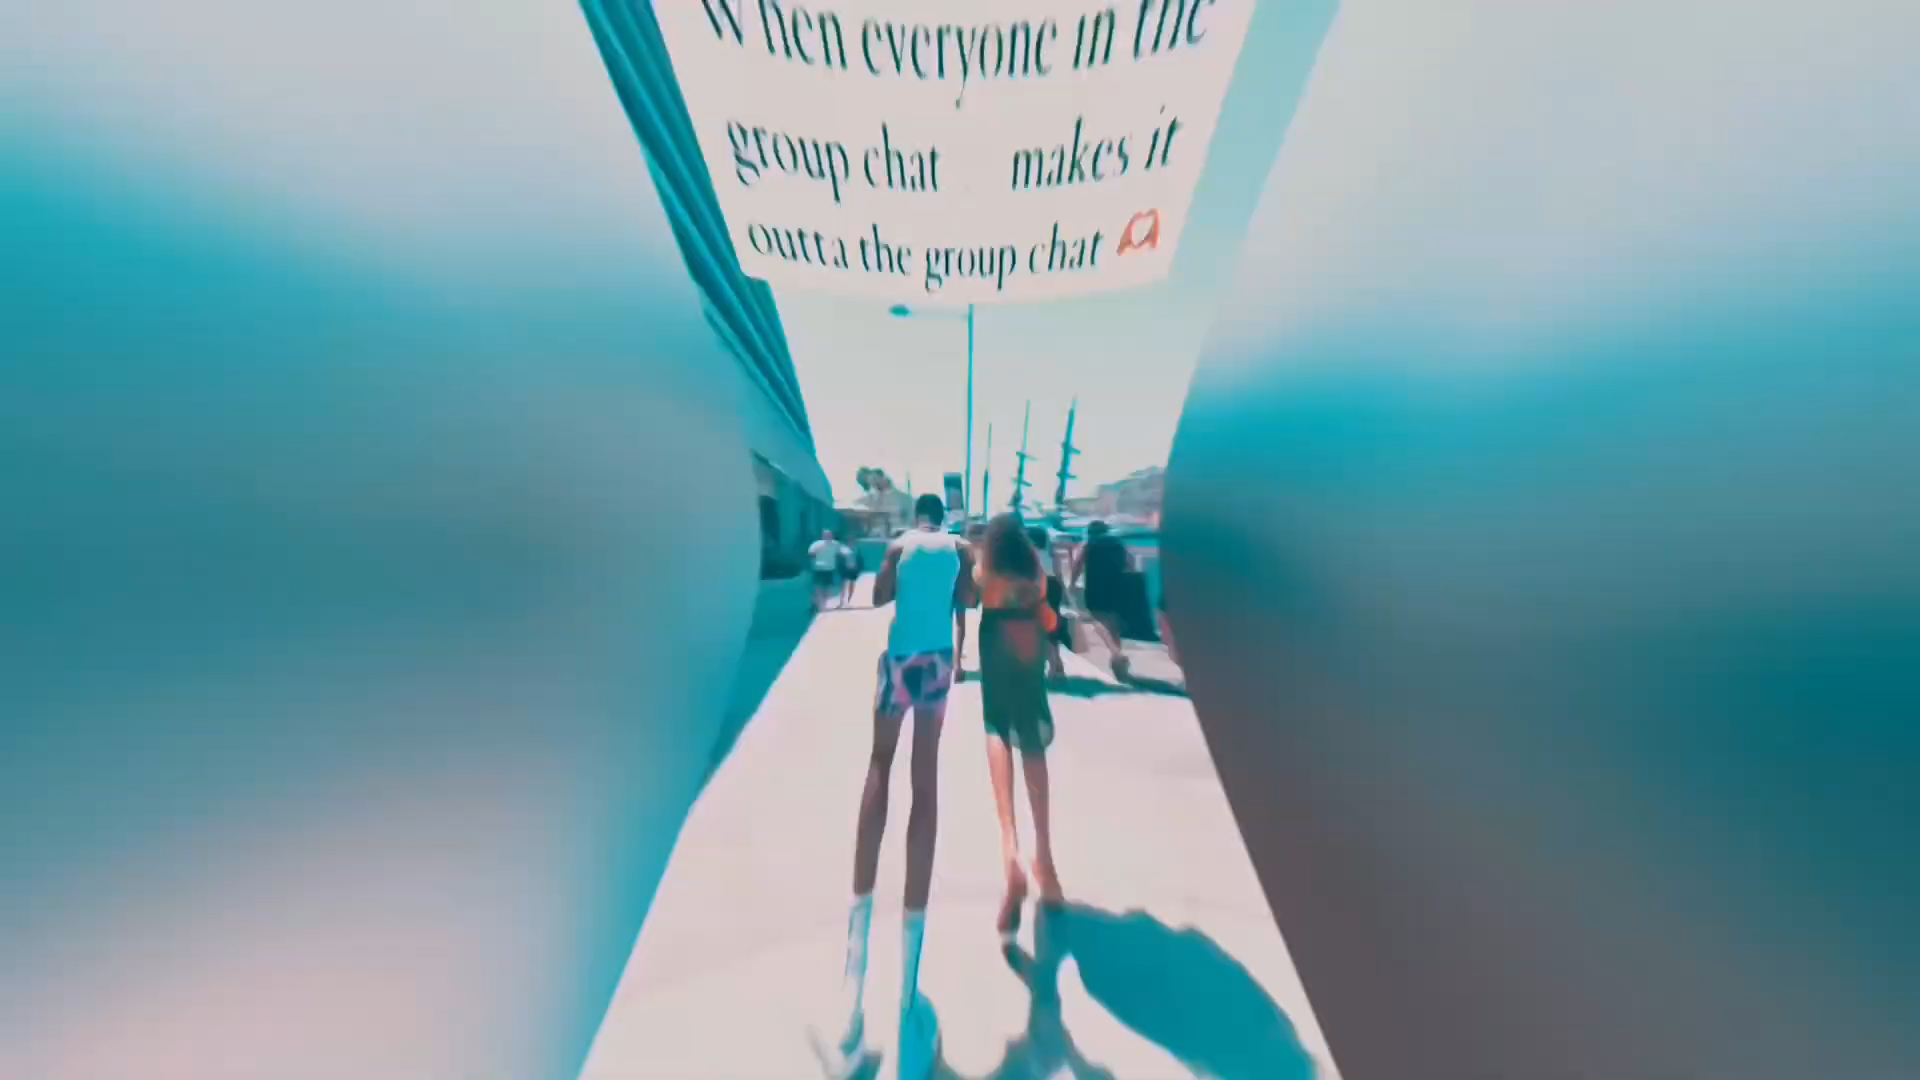 When everyone in the
group chat makes it
outta the group chat